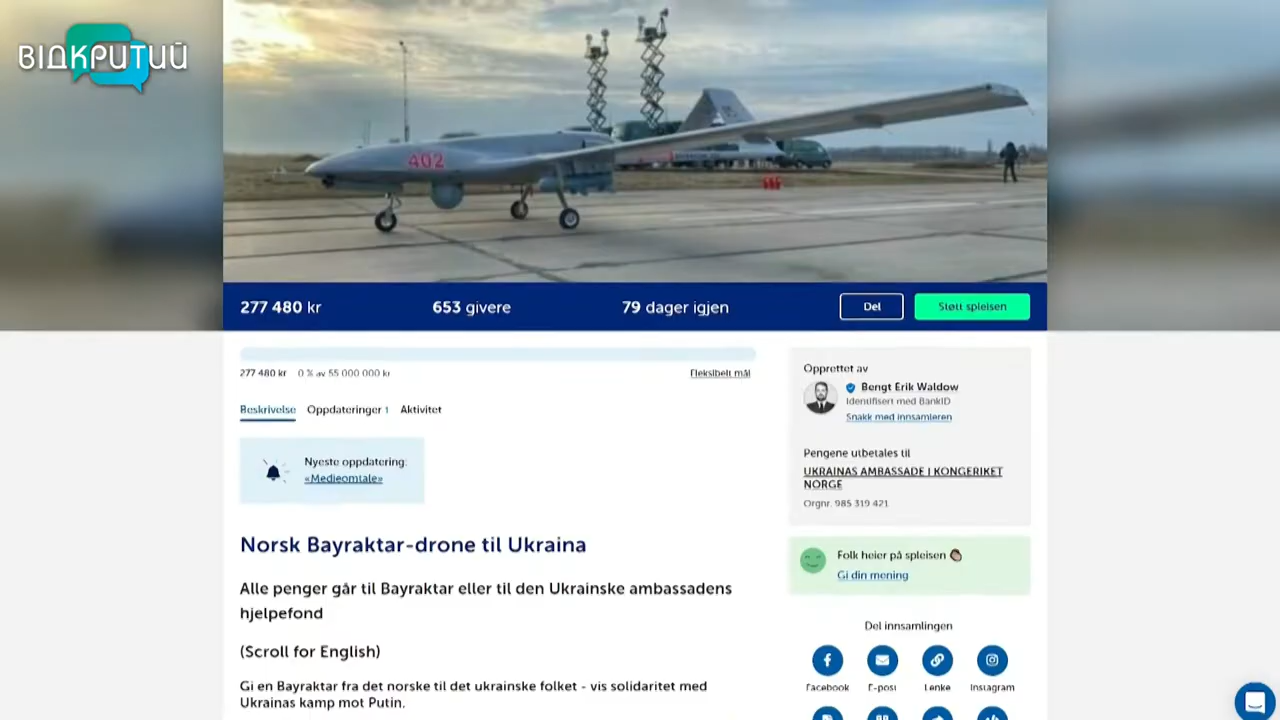 ВІДКРИТИЙ
402
277 480 kr
653 givere
79 dager igjen
Del
Støtt spleisen
277 480 kr 0 % av 55 000 000 kr
Fleksibelt mål
Beskrivelse Oppdateringer 1 Aktivitet
Nyeste oppdatering:
«Medieomtale»
Norsk Bayraktar-drone til Ukraina
Alle penger går til Bayraktar eller til den Ukrainske ambassadens
hjelpefond
(Scroll for English)
Gi en Bayraktar fra det norske til det ukrainske folket - vis solidaritet med
Ukrainas kamp mot Putin.
Opprettet av
Bengt Erik Waldow
Identifisert med BankID
Snakk med innsamleren
Pengene utbetales til
UKRAINAS AMBASSADE I KONGERIKET
NORGE
Orgnr. 985 319 421
Folk heier på spleisen
Gi din mening
Del innsamlingen
Facebook E-post Lenke Instagram